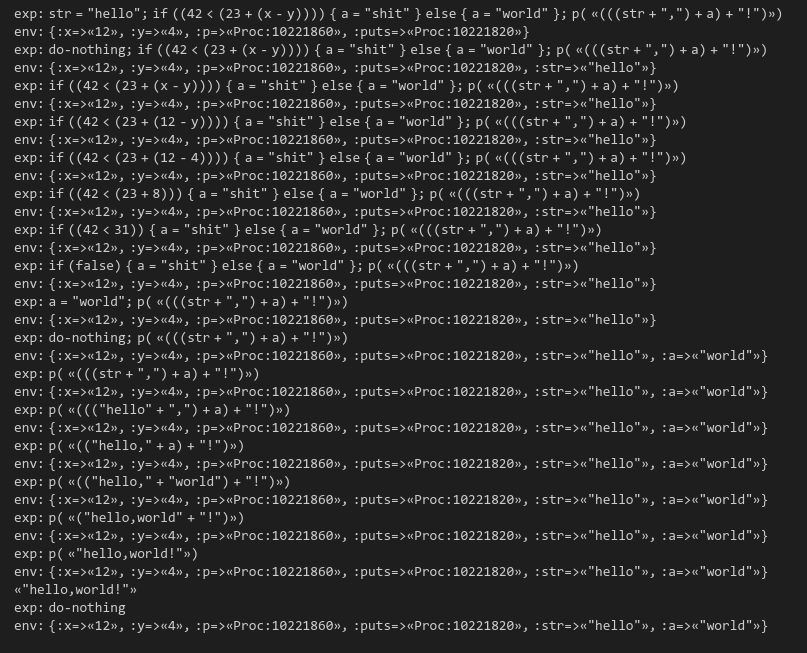 exp: str = "hello"; if ((42 < (23 + (x - y)))) { a = "shit" } else { a = "world" }; p( «(((str + ",") + a) + "!")»)
env: {:x=>«12», :y=>«4», :p=>«Proc:10221860», :puts=>«Proc:10221820»}
exp: do-nothing; if ((42 < (23 + (x - y)))) { a = "shit" } else { a = "world" }; p( «(((str + ",") + a) + "!")»)
env: {:x=>«12», :y=>«4», :p=>«Proc:10221860», :puts=>«Proc:10221820», :str=>«"hello"»}
exp: if ((42 < (23 + (x - y)))) { a = "shit" } else { a = "world" }; p( «(((str + ",") + a) + "!")»)
env: {:x=>«12», :y=>«4», :p=>«Proc:10221860», :puts=>«Proc:10221820», :str=>«"hello"»}
exp: if ((42 < (23 + (12 - y)))) { a = "shit" } else { a = "world" }; p( «(((str + ",") + a) + "!")»)
env: {:x=>«12», :y=>«4», :p=>«Proc:10221860», :puts=>«Proc:10221820», :str=>«"hello"»}
exp: if ((42 < (23 + (12 - 4)))) { a = "shit" } else { a = "world" }; p( «(((str + ",") + a) + "!")»)
env: {:x=>«12», :y=>«4», :p=>«Proc:10221860», :puts=>«Proc:10221820», :str=>«"hello"»}
exp: if ((42 < (23 + 8))) { a = "shit" } else { a = "world" }; p( «(((str + ",") + a) + "!")»)
env: {:x=>«12», :y=>«4», :p=>«Proc:10221860», :puts=>«Proc:10221820», :str=>«"hello"»}
exp: if ((42 < 31)) { a = "shit" } else { a = "world" }; p( «(((str + ",") + a) + "!")»)
env: {:x=>«12», :y=>«4», :p=>«Proc:10221860», :puts=>«Proc:10221820», :str=>«"hello"»}
exp: if (false) { a = "shit" } else { a = "world" }; p( «(((str + ",") + a) + "!")»)
env: {:x=>«12», :y=>«4», :p=>«Proc:10221860», :puts=>«Proc:10221820», :str=>«"hello"»}
exp: a = "world"; p( «(((str + ",") + a) + "!")»)
env: {:x=>«12», :y=>«4», :p=>«Proc:10221860», :puts=>«Proc:10221820», :str=>«"hello"»}
exp: do-nothing; p( «(((str + ",") + a) + "!")»)
env: {:x=>«12», :y=>«4», :p=>«Proc:10221860», :puts=>«Proc:10221820», :str=>«"hello"», :a=>«"world"»}
exp: p( «(((str + ",") + a) + "!")»)
env: {:x=>«12», :y=>«4», :p=>«Proc:10221860», :puts=>«Proc:10221820», :str=>«"hello"», :a=>«"world"»}
exp: p( «((("hello" + ",") + a) + "!")»)
env: {:x=>«12», :y=>«4», :p=>«Proc:10221860», :puts=>«Proc:10221820», :str=>«"hello"», :a=>«"world"»}
exp: p( «(("hello," + a) + "!")»)
env: {:x=>«12», :y=>«4», :p=>«Proc:10221860», :puts=>«Proc:10221820», :str=>«"hello"», :a=>«"world"»}
exp: p( «(("hello," + "world") + "!")»)
env: {:x=>«12», :y=>«4», :p=>«Proc:10221860», :puts=>«Proc:10221820», :str=>«"hello"», :a=>«"world"»}
exp: p( «("hello,world" + "!")»)
env: {:x=>«12», :y=>«4», :p=>«Proc:10221860», :puts=>«Proc:10221820», :str=>«"hello"», :a=>«"world"»}
exp: p( «"hello,world!"»)
env: {:x=>«12», :y=>«4», :p=>«Proc:10221860», :puts=>«Proc:10221820», :str=>«"hello"», :a=>«"world"»}
«"hello,world!"»
exp: do-nothing
env: {:x=>«12», :y=>«4», :p=>«Proc:10221860», :puts=>«Proc:10221820», :str=>«"hello"», :a=>«"world"»}